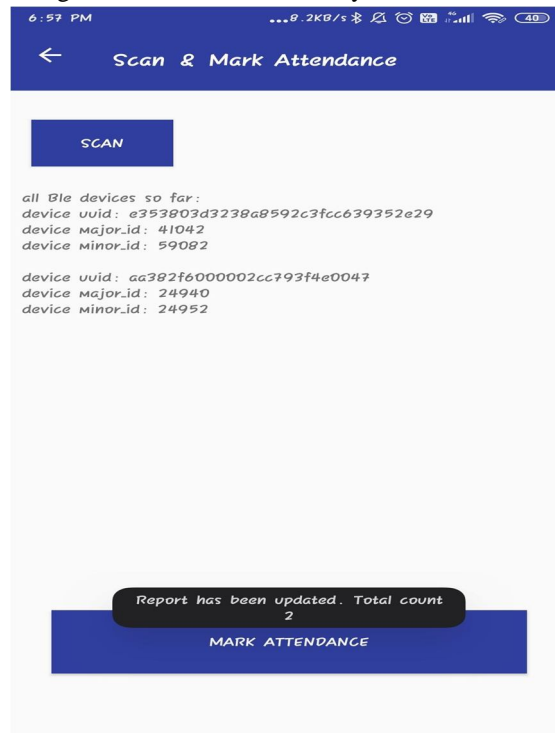 6:57 PM
...8.2KB/s 40
Scan & Mark Attendance
SCAN
all Ble devices so far:
device uuid: e353803d3238a8592c3fcc639352e29
device Major_id: 41042
device Minor_id: 59082
device uuid: aa382f6000002cc793f4e0047
device Major_id: 24940
device Minor_id: 24952
Report has been updated. Total count
2
MARK ATTENDANCE